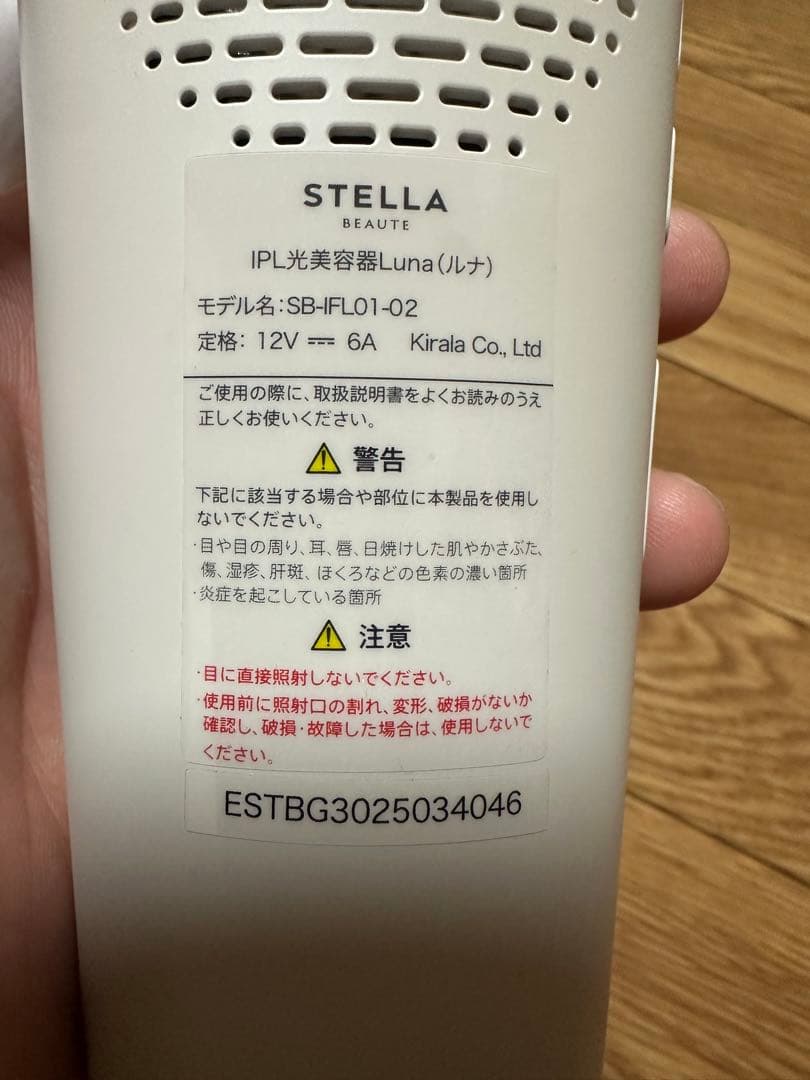 STELLA
BEAUTE
IPL光美容器Luna(ルナ)
モデル名:SB-IFL01-02
定格: 12V ⎓ 6A Kirala Co., Ltd
ご使用の際に、取扱説明書をよくお読みのうえ
正しくお使いください。
警告
下記に該当する場合や部位に本製品を使用し
ないでください。
・目や目の周り、耳、唇、日焼けした肌やかさぶた、
傷、湿疹、肝斑、ほくろなどの色素の濃い箇所
・炎症を起こしている箇所
注意
・目に直接照射しないでください。
・使用前に照射口の割れ、変形、破損がないか
確認し、破損・故障した場合は、使用しないで
ください。
ESTBG3025034046